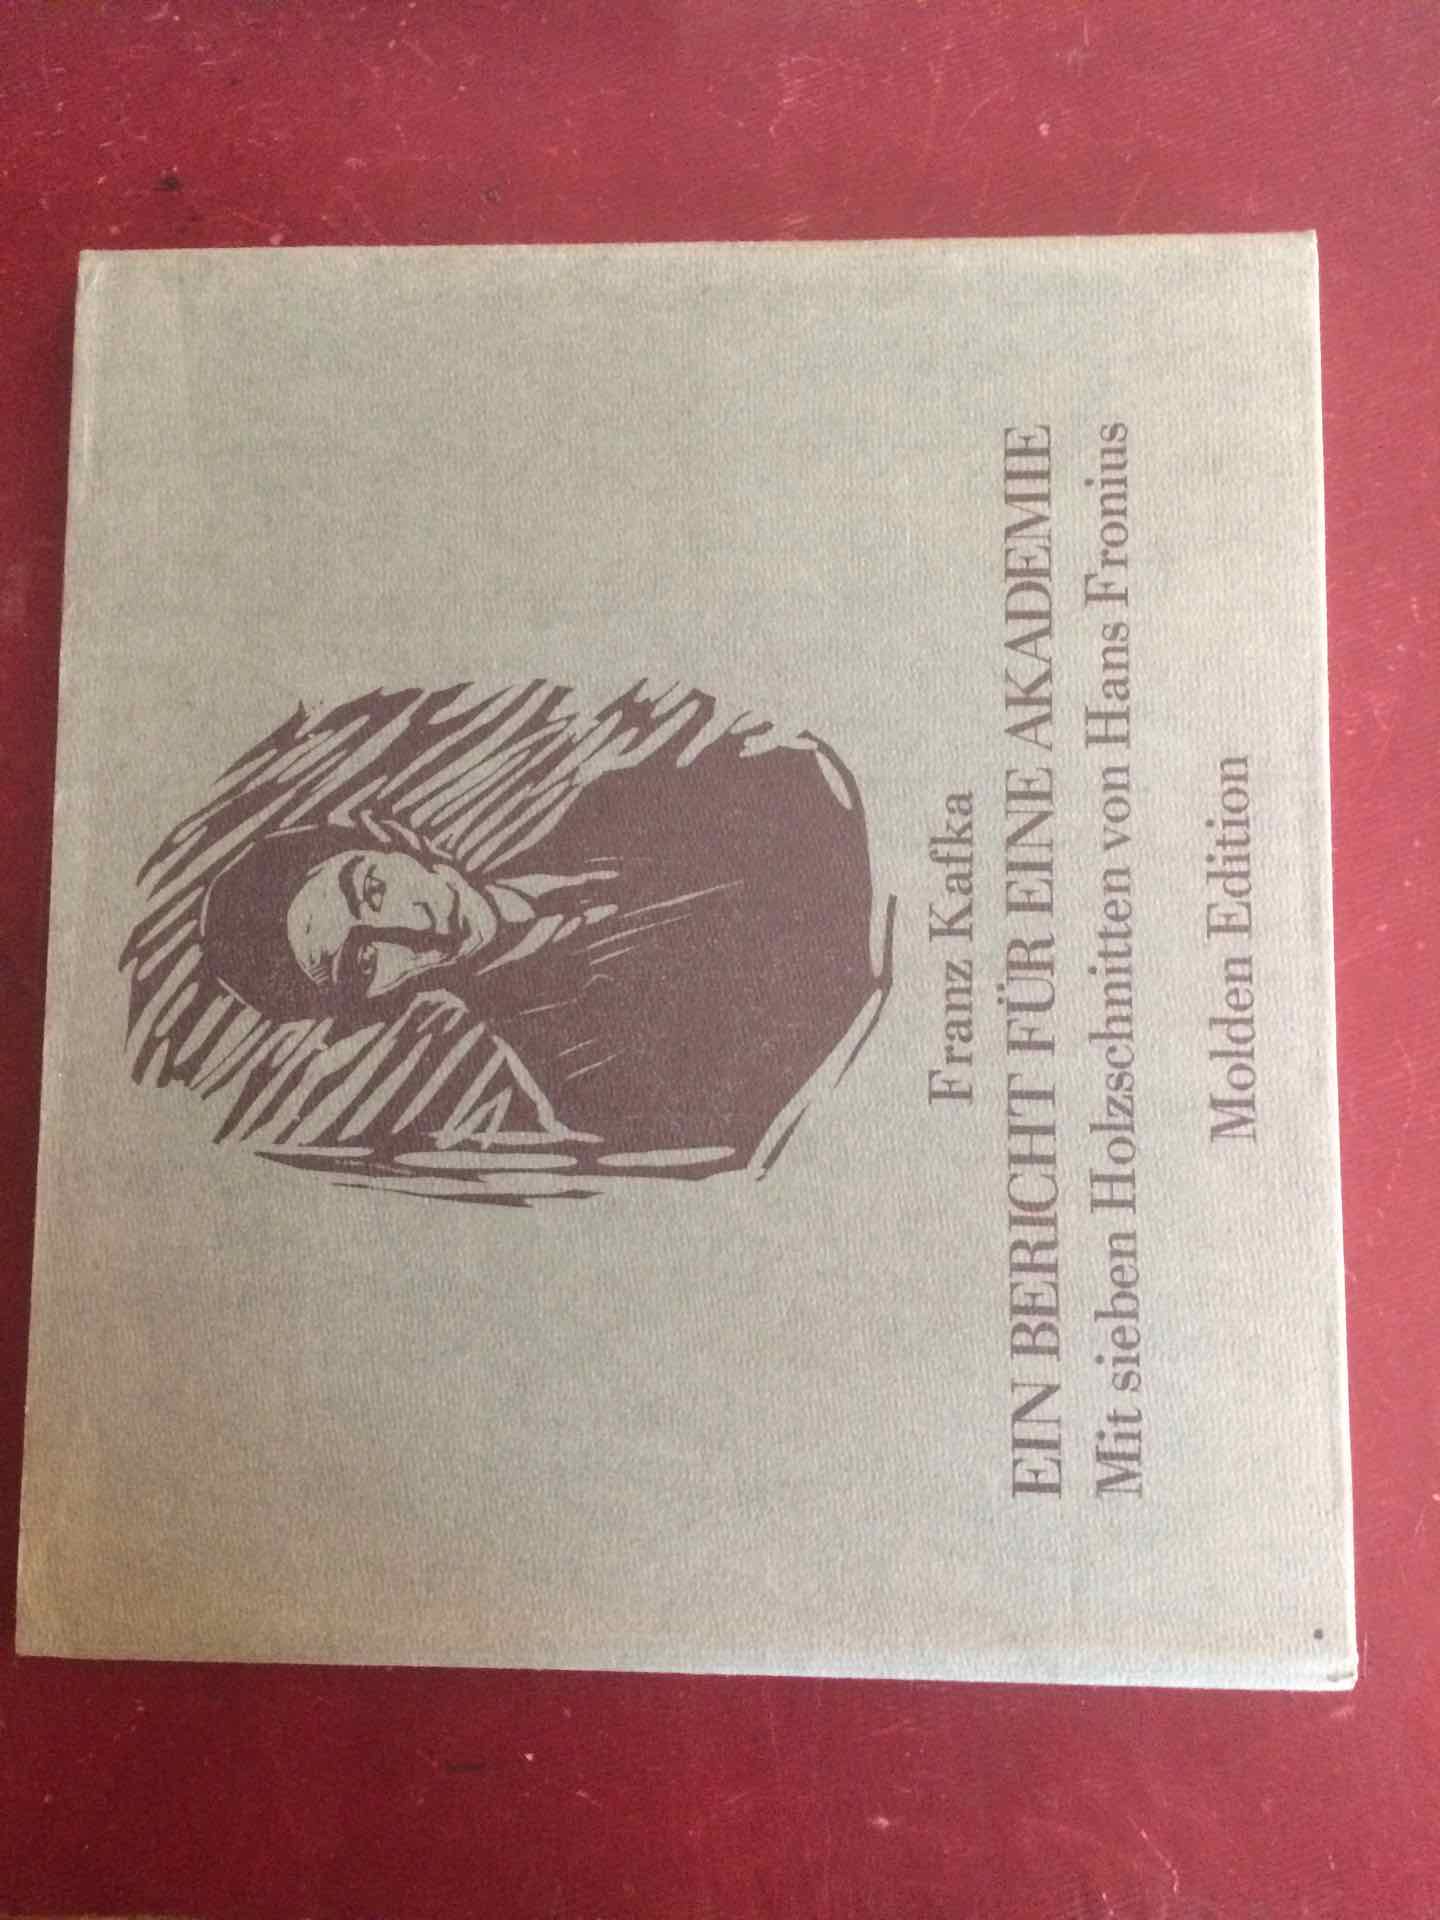 Franz Kafka
EIN BERICHT FÜR EINE AKADEMIE
Mit sieben Holzschnitten von Hans Fronius
Molden Edition